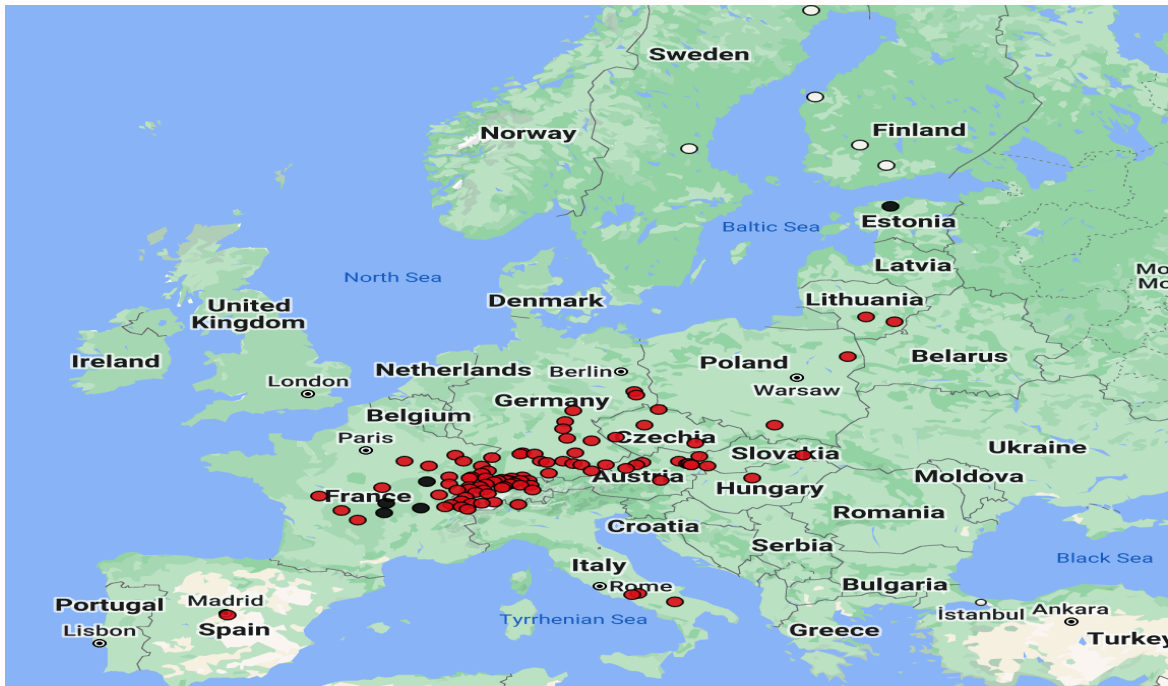 Sweden
Norway
Finland
Estonia
Baltic Sea
Latvia
North Sea
Denmark
Lithuania
United
Kingdom
Ireland
Netherlands
Berlin
Poland
Belarus
London
Germany
Warsaw
Belgium
Paris
Czechia
Slovakia
Ukraine
Austria
Hungary
Moldova
France
Romania
Croatia
Serbia
Italy
Black Sea
Rome
Bulgaria
Portugal
Madrid
İstanbul
Ankara
Lisbon
Spain
Tyrrhenian Sea
Greece
Turkey